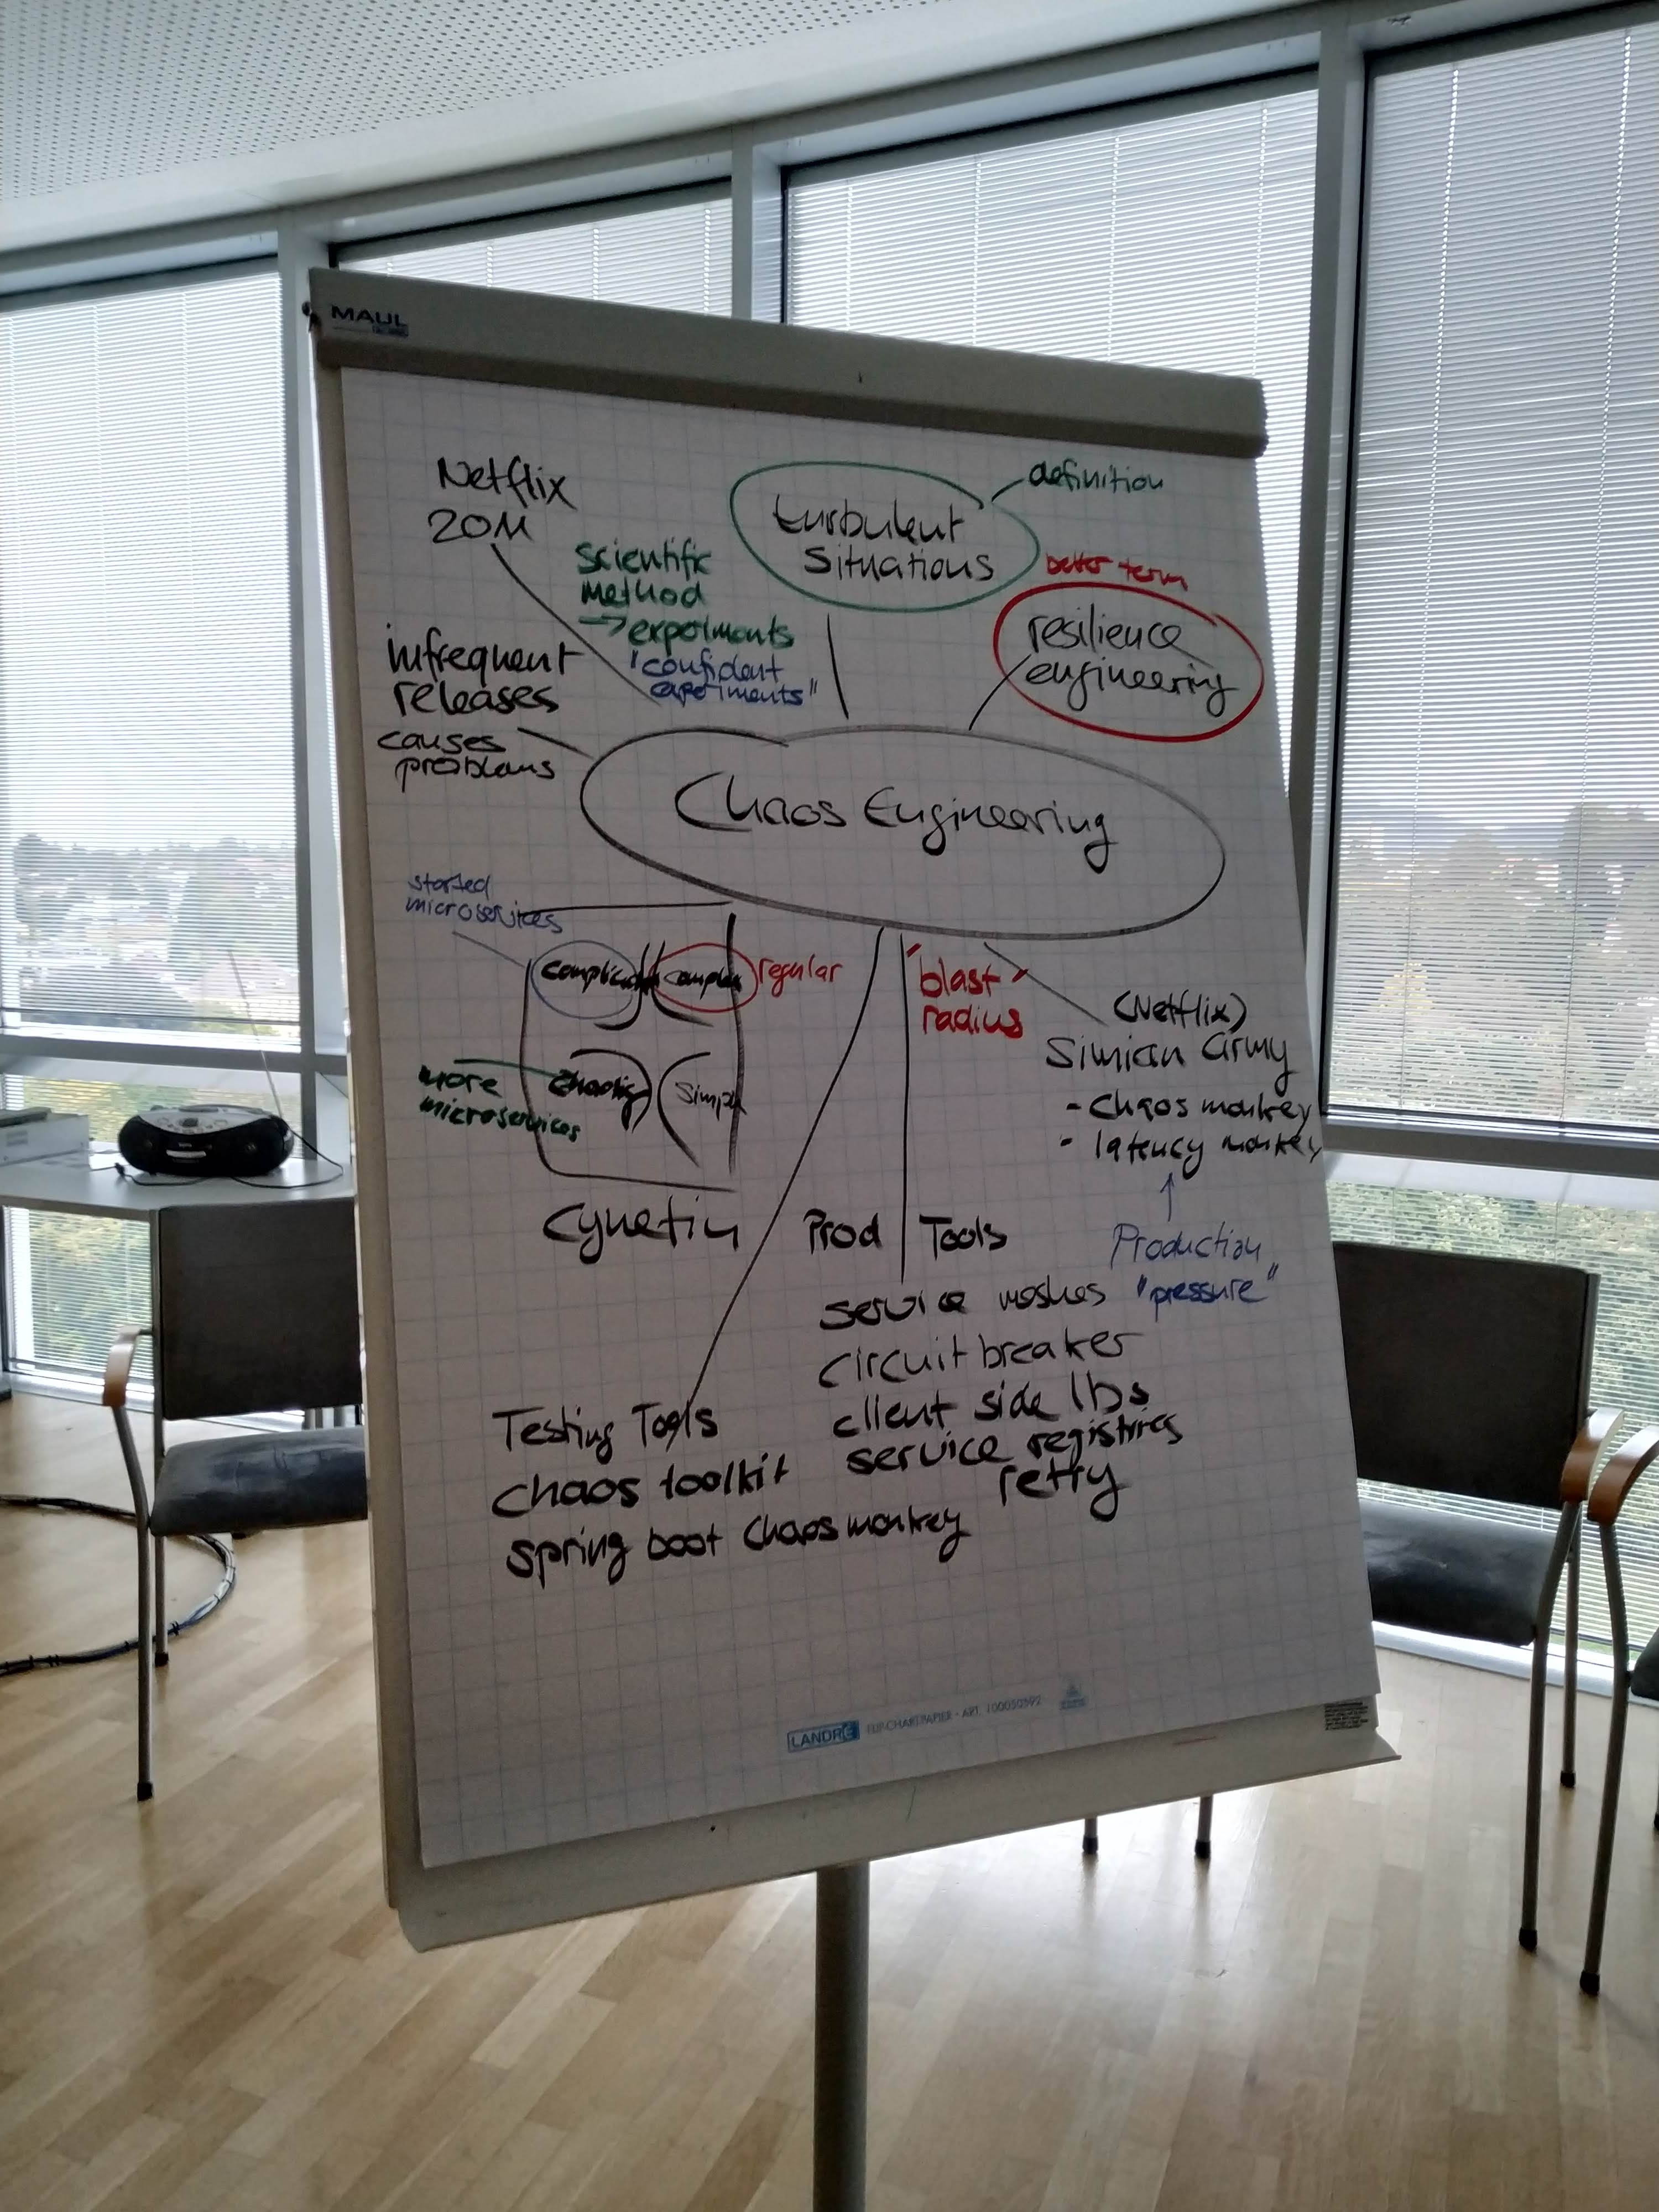 MAUL
Netflix
20M
turbulent
situations
definition
scientific
method
→ experiments
"confident
experiments"
better term
resilience
engineering
infrequent
releases
causes
problems
Chaos Engineering
started
microservices
complicated
complex
regular
more
microservices
chaotic
Simple
Cynefin
"blast"
radius
(Netflix)
Simian army
- chaos monkey
- latency monkey
↑
Production
"pressure"
Prod Tools
service meshes
circuit breaker
client side lbs
service registires
retry
Testing Tools
chaos toolkit
spring boot chaos monkey
LANDRÉ FLIP-CHARTPAPIER · ART. 100050592